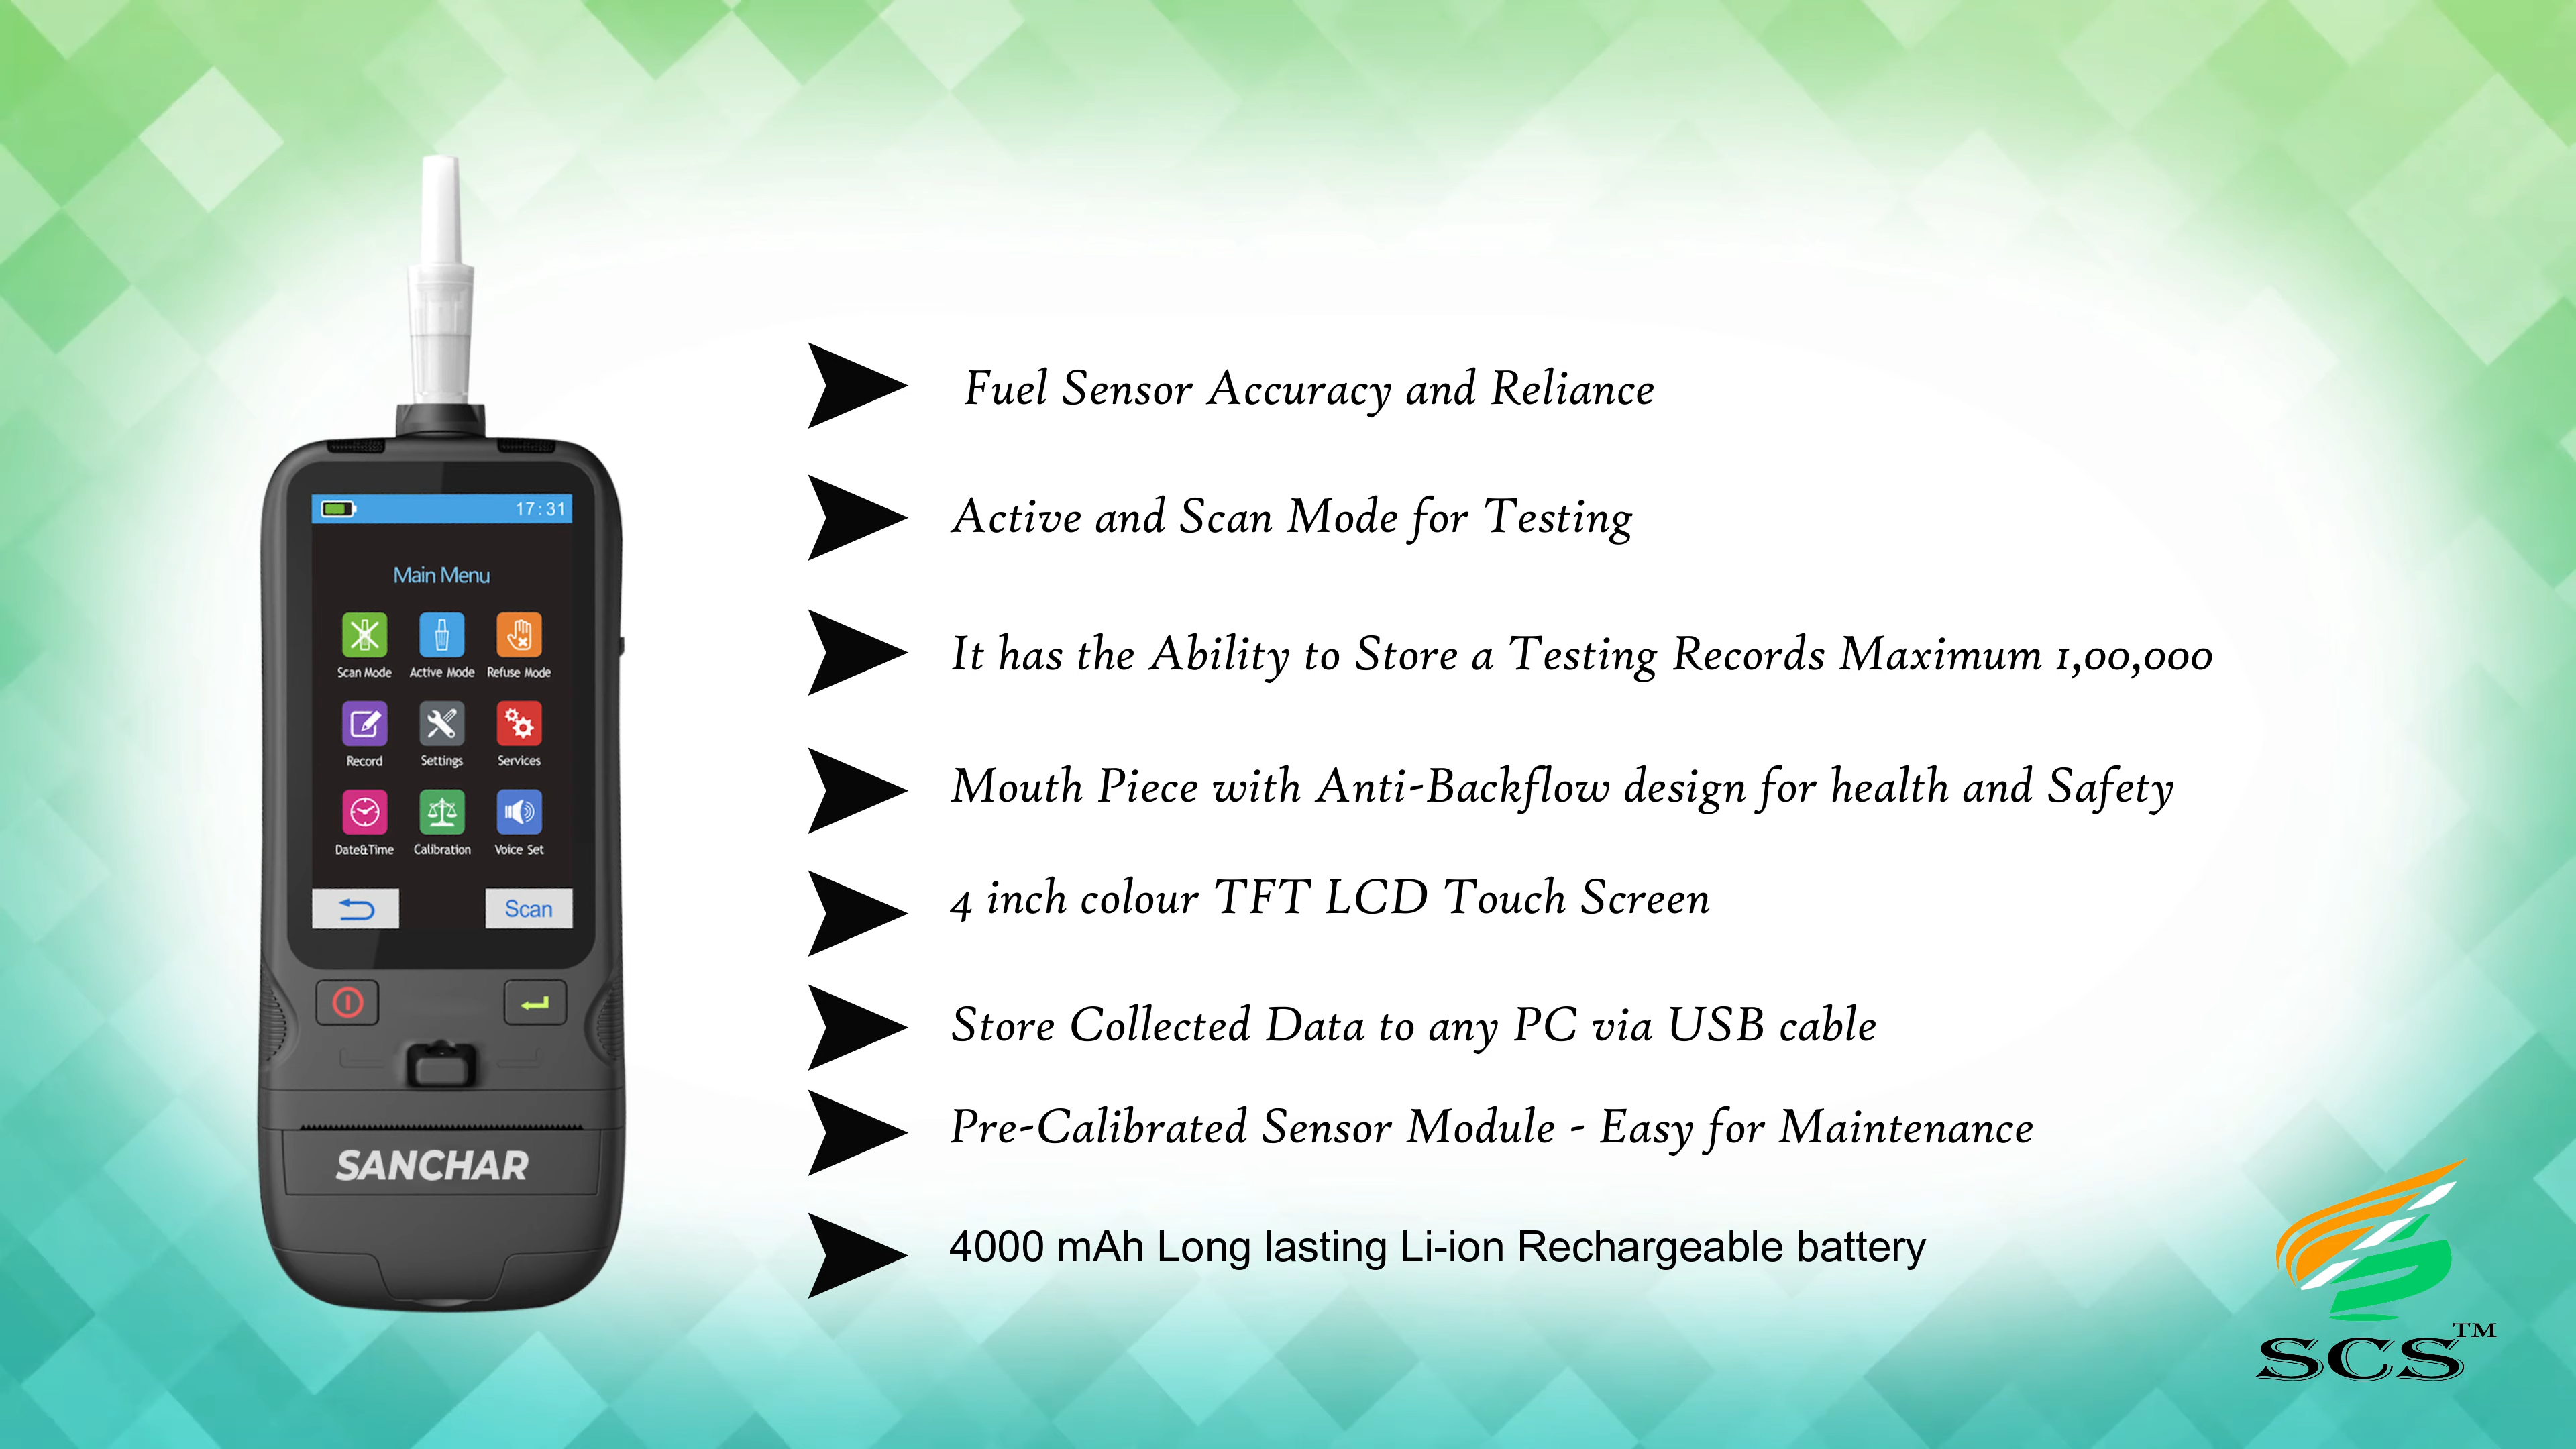 17:31
Main Menu
Scan Mode Active Mode Refuse Mode
Record Settings Services
Date&Time Calibration Voice Set
Scan
SANCHAR
Fuel Sensor Accuracy and Reliance
Active and Scan Mode for Testing
It has the Ability to Store a Testing Records Maximum 1,00,000
Mouth Piece with Anti-Backflow design for health and Safety
4 inch colour TFT LCD Touch Screen
Store Collected Data to any PC via USB cable
Pre-Calibrated Sensor Module - Easy for Maintenance
4000 mAh Long lasting Li-ion Rechargeable battery
SCS™